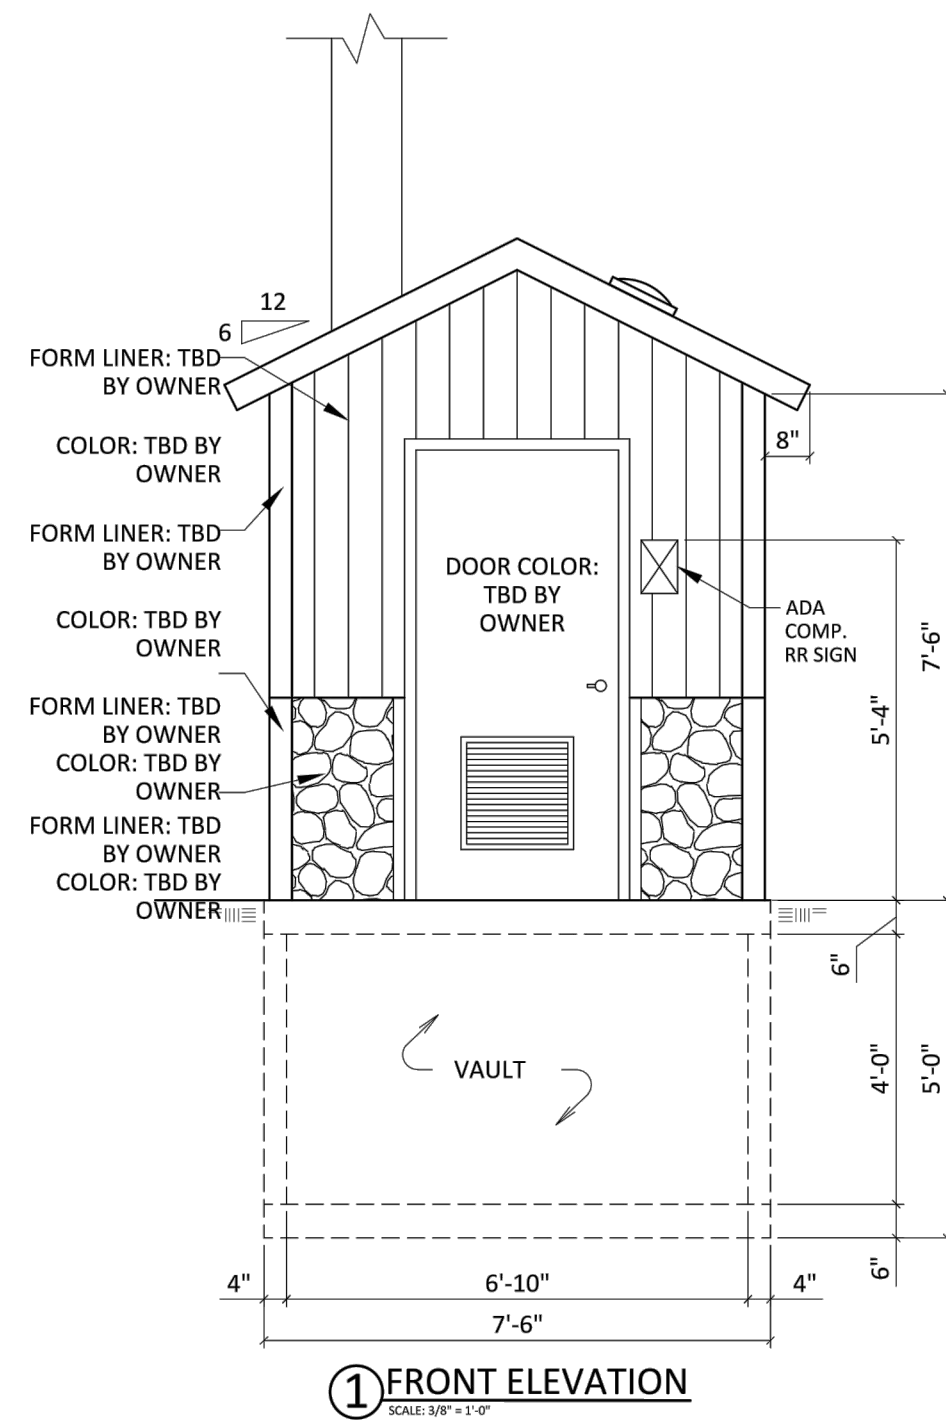 12
6
FORM LINER: TBD
BY OWNER
COLOR: TBD BY
OWNER
FORM LINER: TBD
BY OWNER
COLOR: TBD BY
OWNER
FORM LINER: TBD
BY OWNER
COLOR: TBD BY
OWNER
FORM LINER: TBD
BY OWNER
COLOR: TBD BY
OWNER
DOOR COLOR:
TBD BY
OWNER
8"
ADA
COMP.
RR SIGN
7'-6"
5'-4"
6"
VAULT
4'-0"
5'-0"
6"
4"
6'-10"
4"
7'-6"
1 FRONT ELEVATION
SCALE: 3/8" = 1'-0"